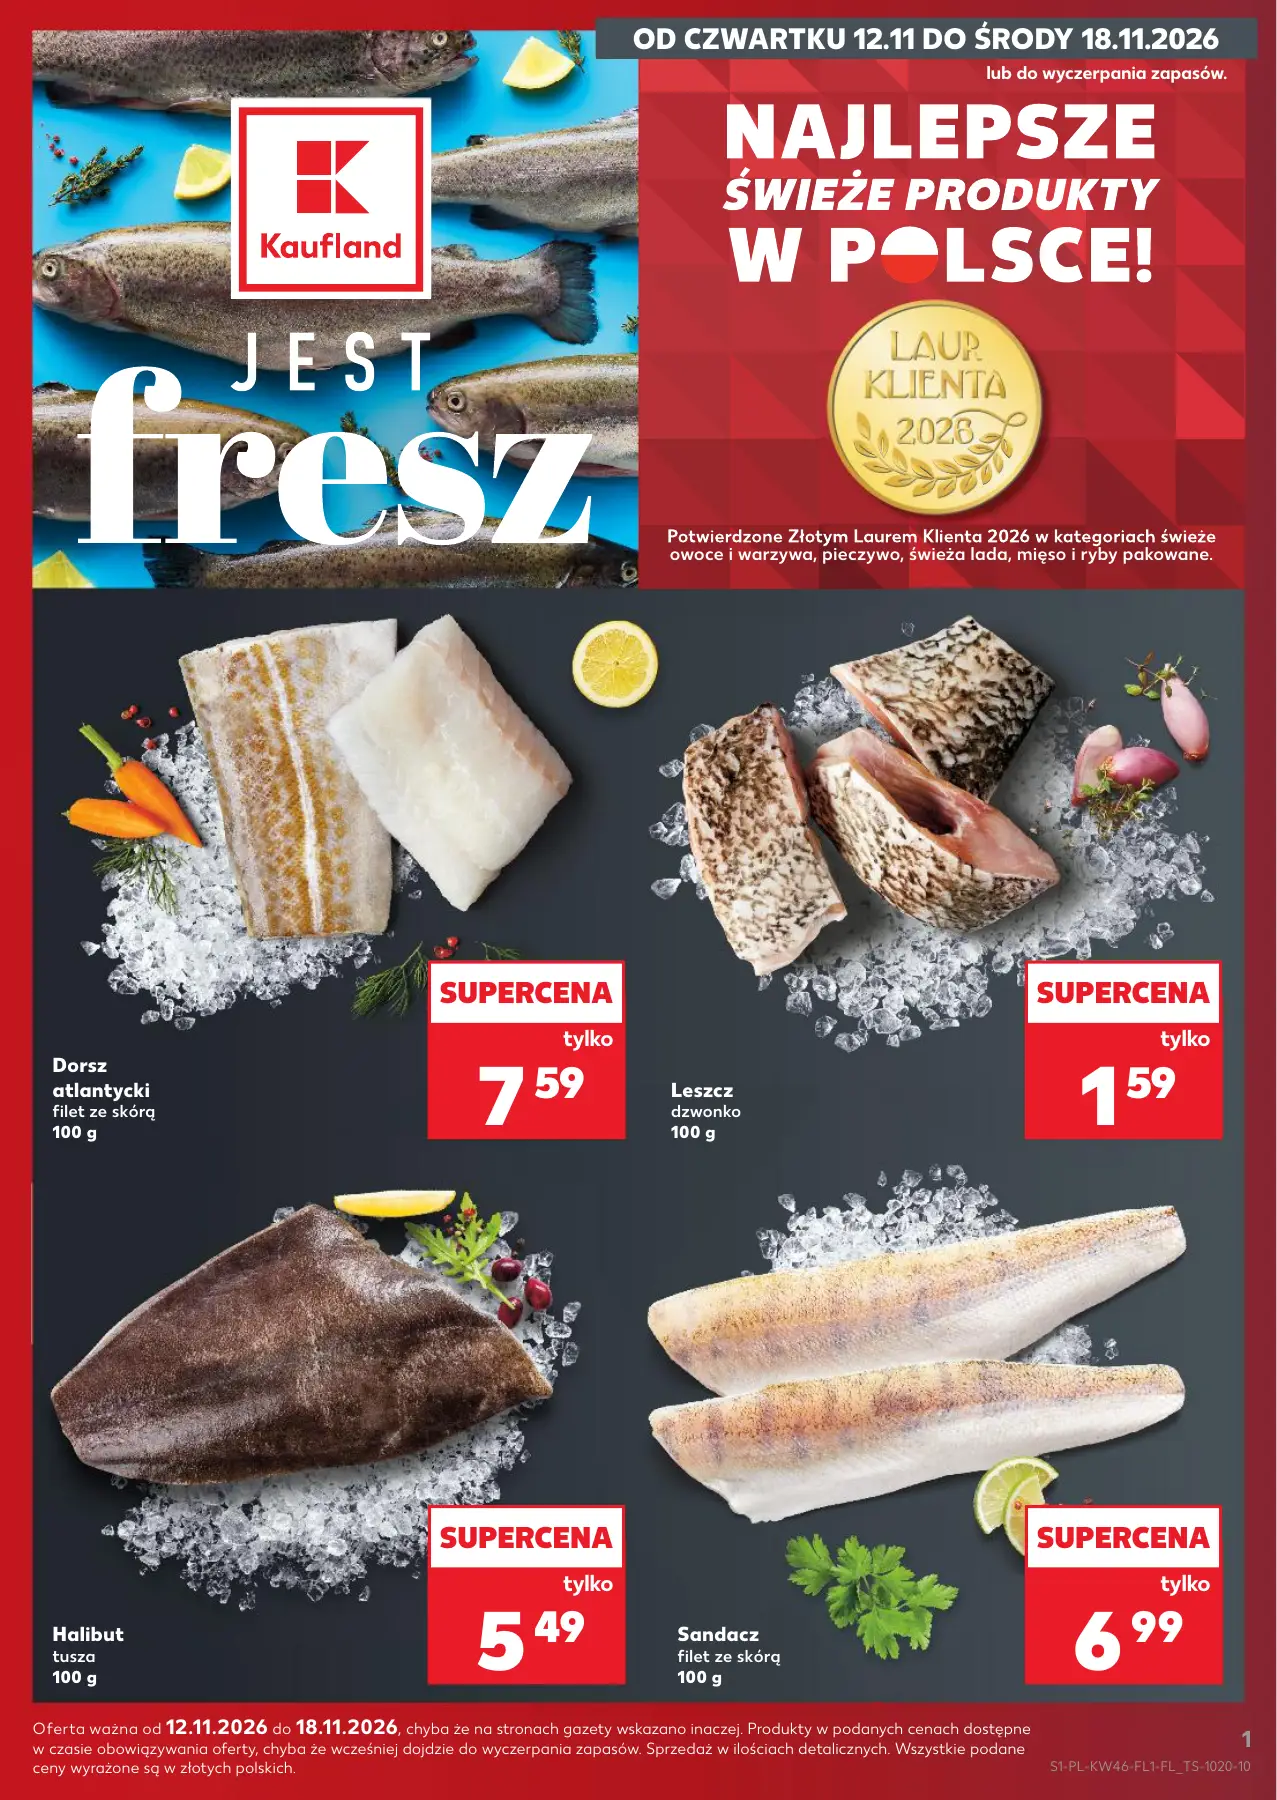 OD CZWARTKU 12.11 DO ŚRODY 18.11.2026
lub do wyczerpania zapasów.
Kaufland
JEST
fresz
NAJLEPSZE
ŚWIEŻE PRODUKTY
W POLSCE!
LAUR
KLIENTA
2026
Potwierdzone Złotym Laurem Klienta 2026 w kategoriach świeże
owoce i warzywa, pieczywo, świeża lada, mięso i ryby pakowane.
Dorsz
atlantycki
filet ze skórą
100 g
SUPERCENA
tylko
7 59
Leszcz
dzwonko
100 g
SUPERCENA
tylko
1 59
Halibut
tusza
100 g
SUPERCENA
tylko
5 49
Sandacz
filet ze skórą
100 g
SUPERCENA
tylko
6 99
Oferta ważna od 12.11.2026 do 18.11.2026, chyba że na stronach gazety wskazano inaczej. Produkty w podanych cenach dostępne
w czasie obowiązywania oferty, chyba że wcześniej dojdzie do wyczerpania zapasów. Sprzedaż w ilościach detalicznych. Wszystkie podane
ceny wyrażone są w złotych polskich.
1
S1-PL-KW46-FL1-FL_TS-1020-10